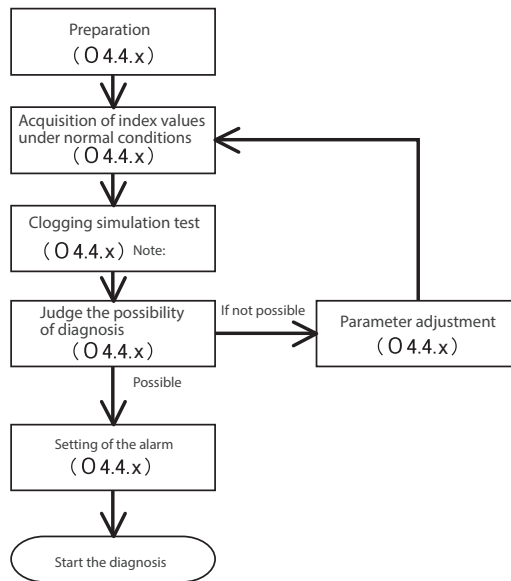 Preparation
(O 4.4.x)
Acquisition of index values
under normal conditions
(O 4.4.x)
Clogging simulation test
(O 4.4.x) Note:
Judge the possibility
of diagnosis
(O 4.4.x)
If not possible
Parameter adjustment
(O 4.4.x)
Possible
Setting of the alarm
(O 4.4.x)
Start the diagnosis